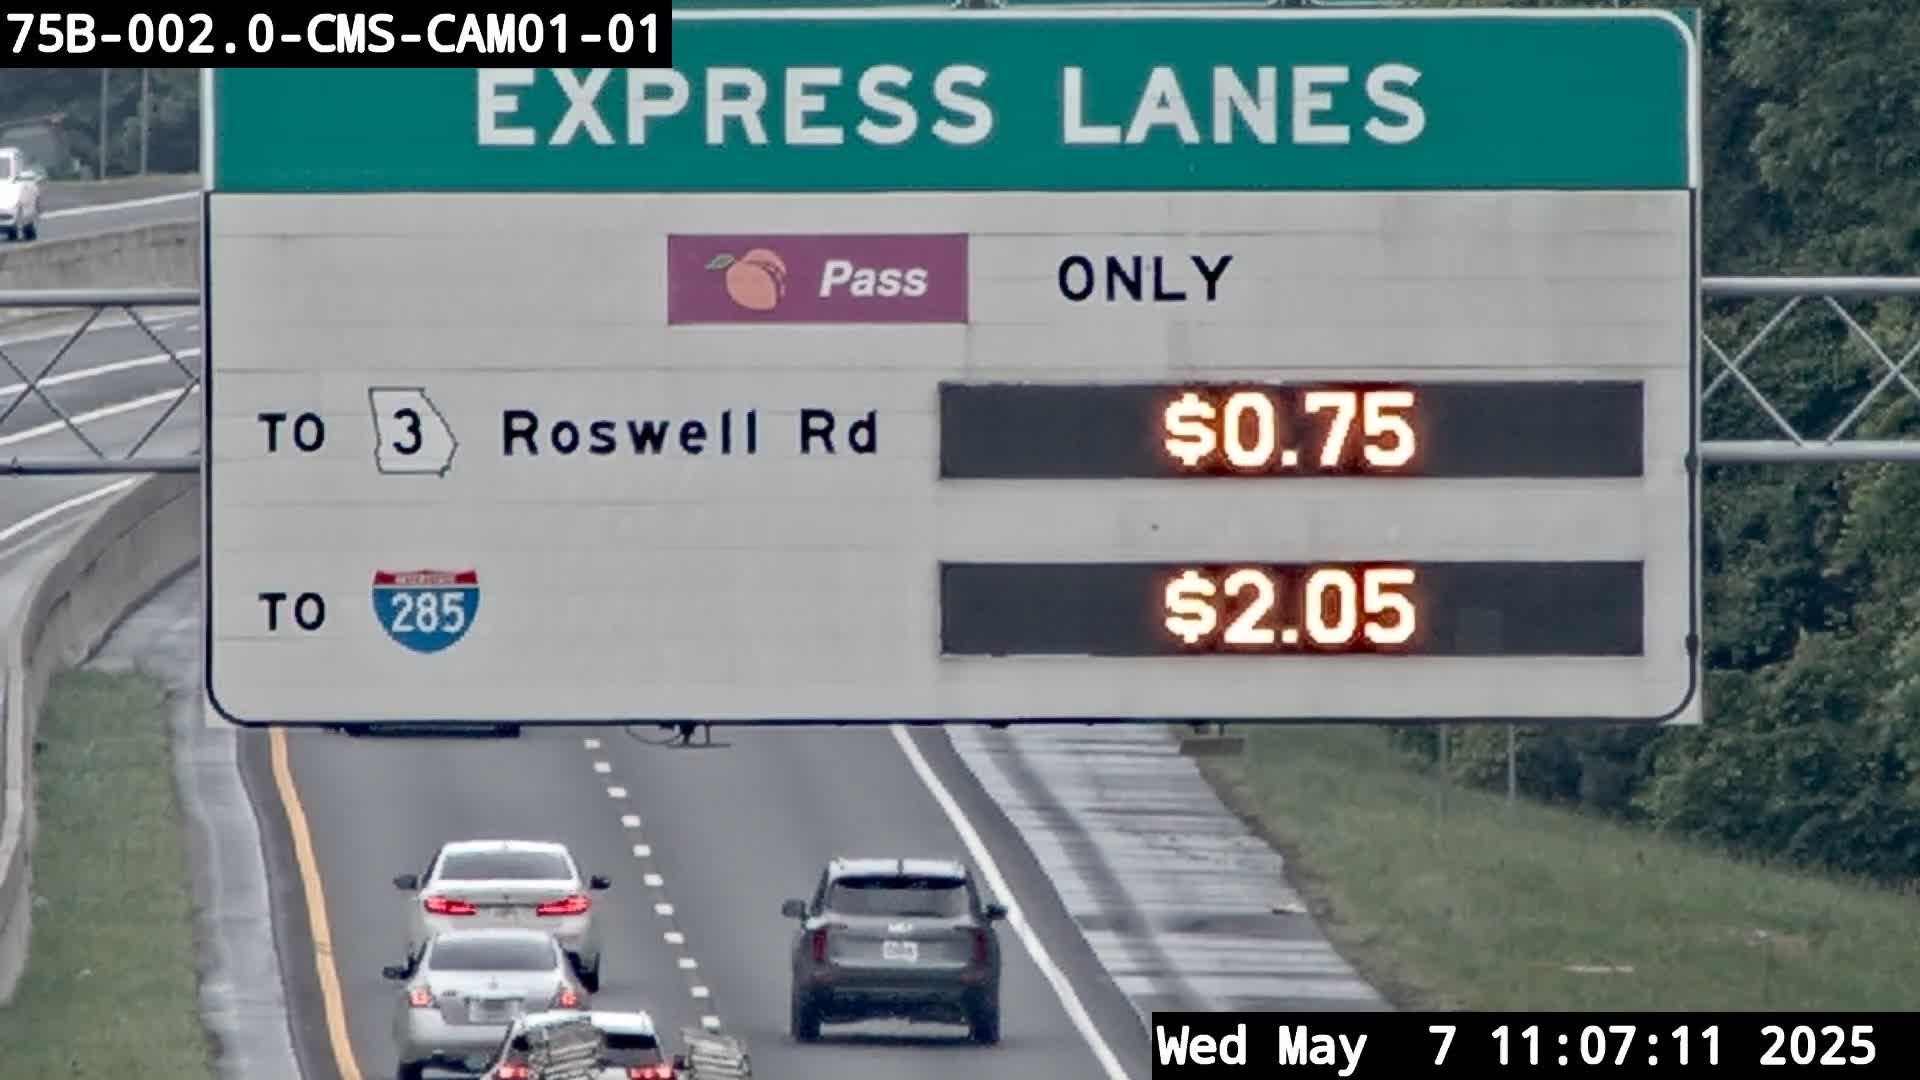 75B-002.0-CMS-CAM01-01
EXPRESS LANES
Pass ONLY
TO 3 Roswell Rd $0.75
TO 285 $2.05
Wed May 7 11:07:11 2025